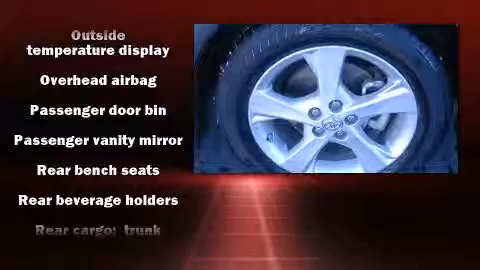 Outside
temperature display
Overhead airbag
Passenger door bin
Passenger vanity mirror
Rear bench seats
Rear beverage holders
Rear cargo: trunk